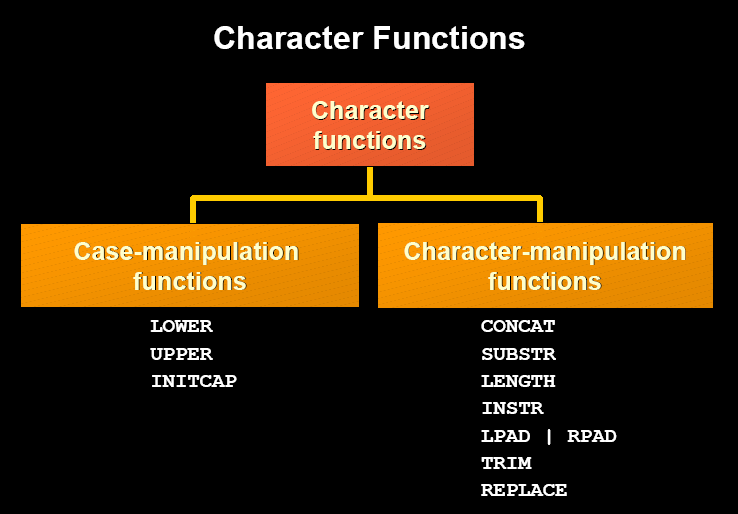 Character Functions
Character
functions
Case-manipulation
functions
LOWER
UPPER
INITCAP
Character-manipulation
functions
CONCAT
SUBSTR
LENGTH
INSTR
LPAD | RPAD
TRIM
REPLACE